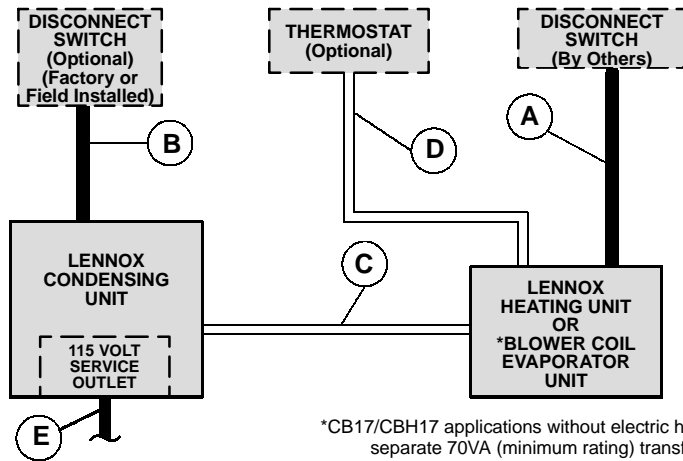 DISCONNECT
SWITCH
(Optional)
(Factory or
Field Installed)
THERMOSTAT
(Optional)
DISCONNECT
SWITCH
(By Others)
B
D
A
LENNOX
CONDENSING
UNIT
C
LENNOX
HEATING UNIT
OR
*BLOWER COIL
EVAPORATOR
UNIT
115 VOLT
SERVICE
OUTLET
E
*CB17/CBH17 applications without electric
separate 70VA (minimum rating)